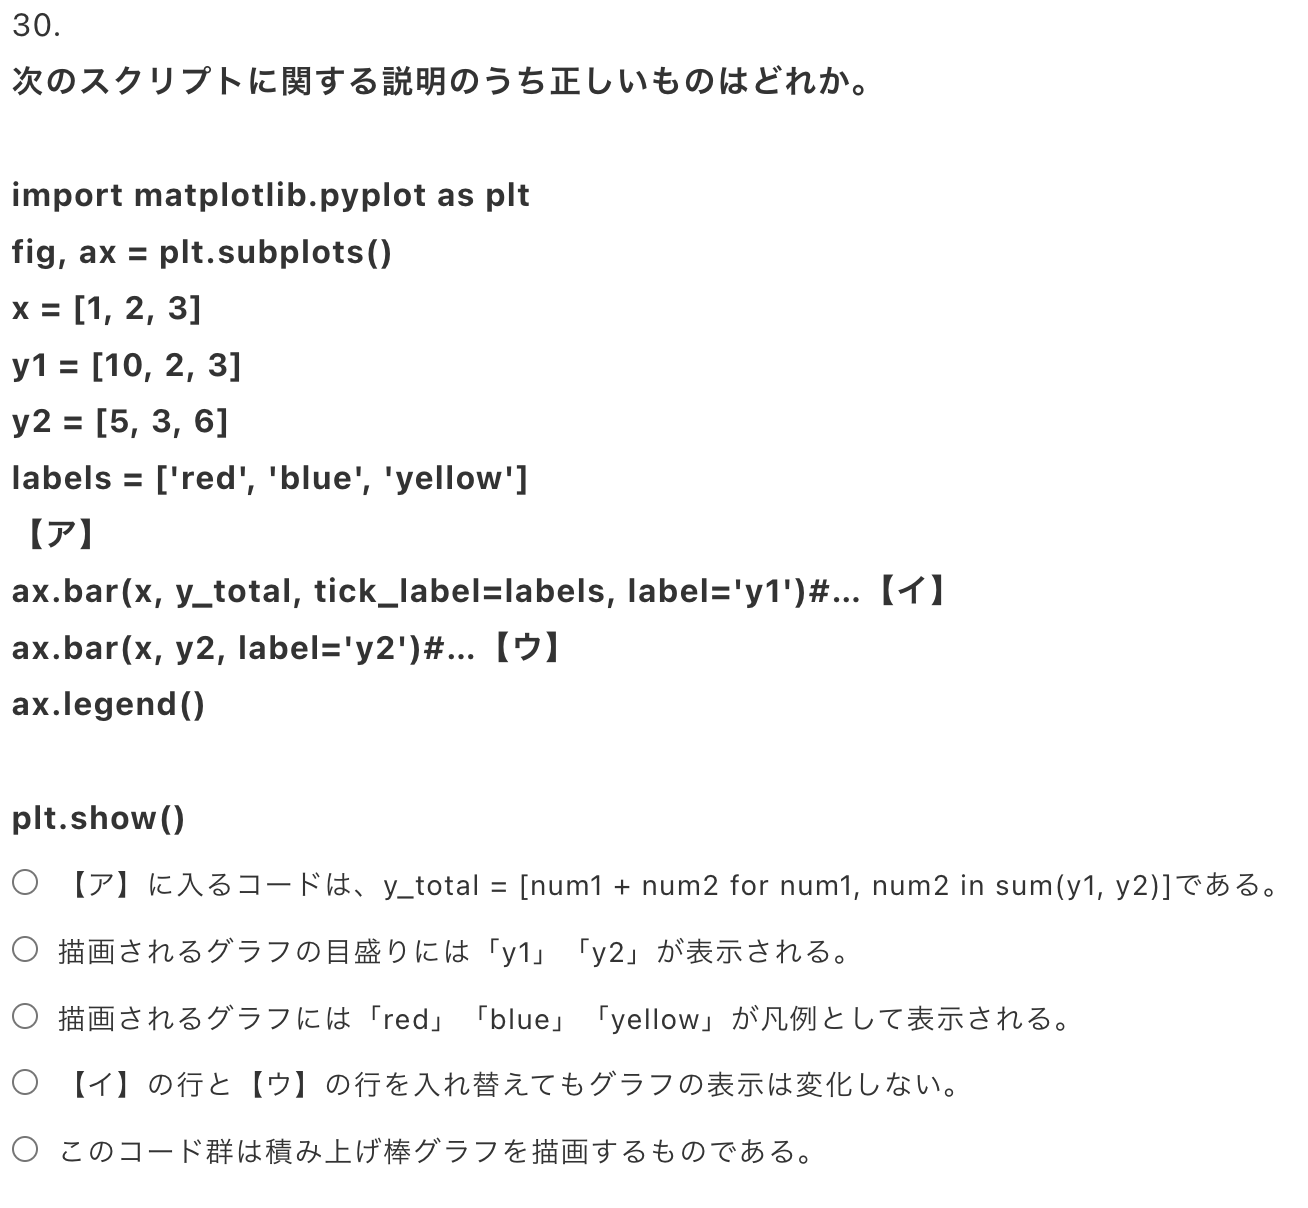 30.
次のスクリプトに関する説明のうち正しいものはどれか。
import matplotlib.pyplot as plt
fig, ax = plt.subplots()
x = [1, 2, 3]
y1 = [10, 2, 3]
y2 = [5, 3, 6]
labels = ['red', 'blue', 'yellow']
【ア】
ax.bar(x, y_total, tick_label=labels, label='y1')#...【イ】
ax.bar(x, y2, label='y2')#...【ウ】
ax.legend()
plt.show()
【ア】に入るコードは、y_total = [num1 + num2 for num1, num2 in sum(y1, y2)]である。
描画されるグラフの目盛りには「y1」「y2」が表示される。
描画されるグラフには「red」「blue」「yellow」が凡例として表示される。
【イ】の行と【ウ】の行を入れ替えてもグラフの表示は変化しない。
このコード群は積み上げ棒グラフを描画するものである。